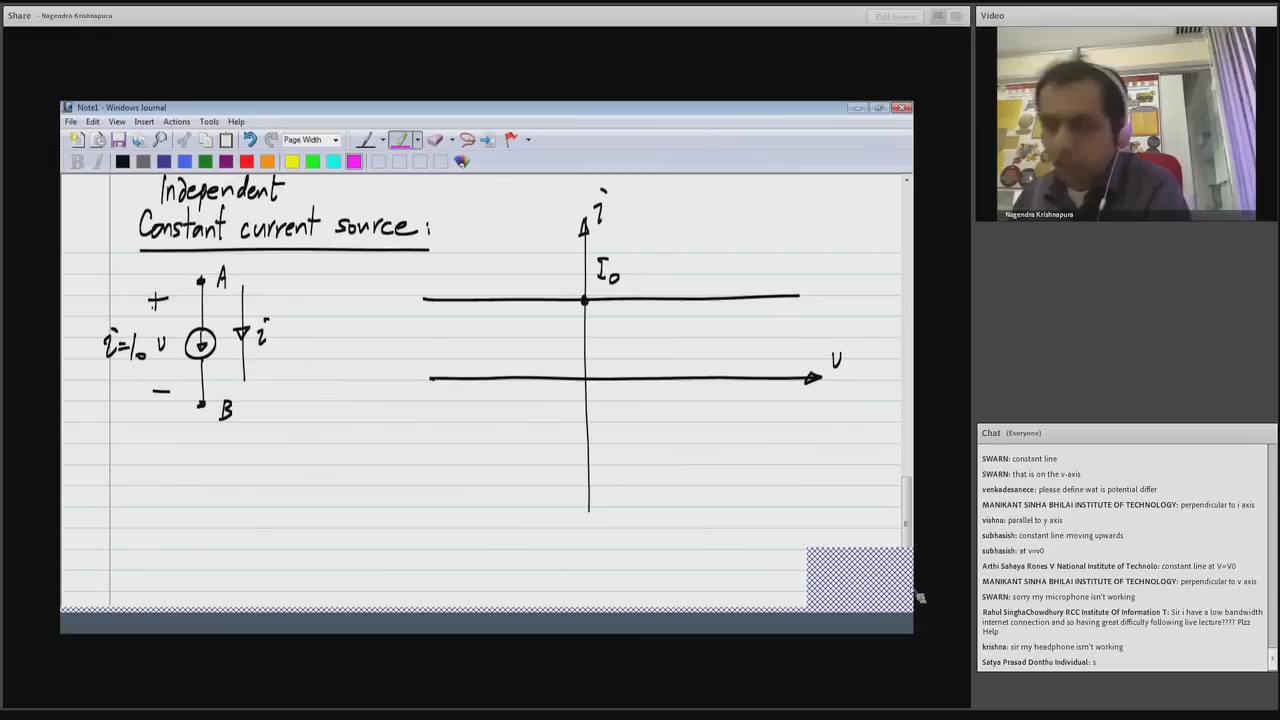 Share - Nagendra Krishnapura
Full screen
Video
Note1 - Windows Journal
File Edit View Insert Actions Tools Help
Page Width
B I
Independent
Constant current source:
A
+
i=I₀ v
i
-
B
i
I₀
v
Nagendra Krishnapura
Chat (Everyone)
SWARN: constant line
SWARN: that is on the v-axis
venkadesanece: please define wat is potential differ
MANIKANT SINHA BHILAI INSTITUTE OF TECHNOLOGY: perpendicular to i axis
vishnu: parallel to y axis
subhasish: constant line moving upwards
subhasish: at v=v0
Arthi Sahaya Rones V National Institute of Technolo: constant line at V=V0
MANIKANT SINHA BHILAI INSTITUTE OF TECHNOLOGY: perpendicular to v axis
SWARN: sorry my microphone isn't working
Rahul SinghaChowdhury RCC Institute Of Information T: Sir i have a low bandwidth
internet connection and so having great difficulty following live lecture???? Plzz
Help
krishna: sir my headphone ism't working
Satya Prasad Donthu Individual: s